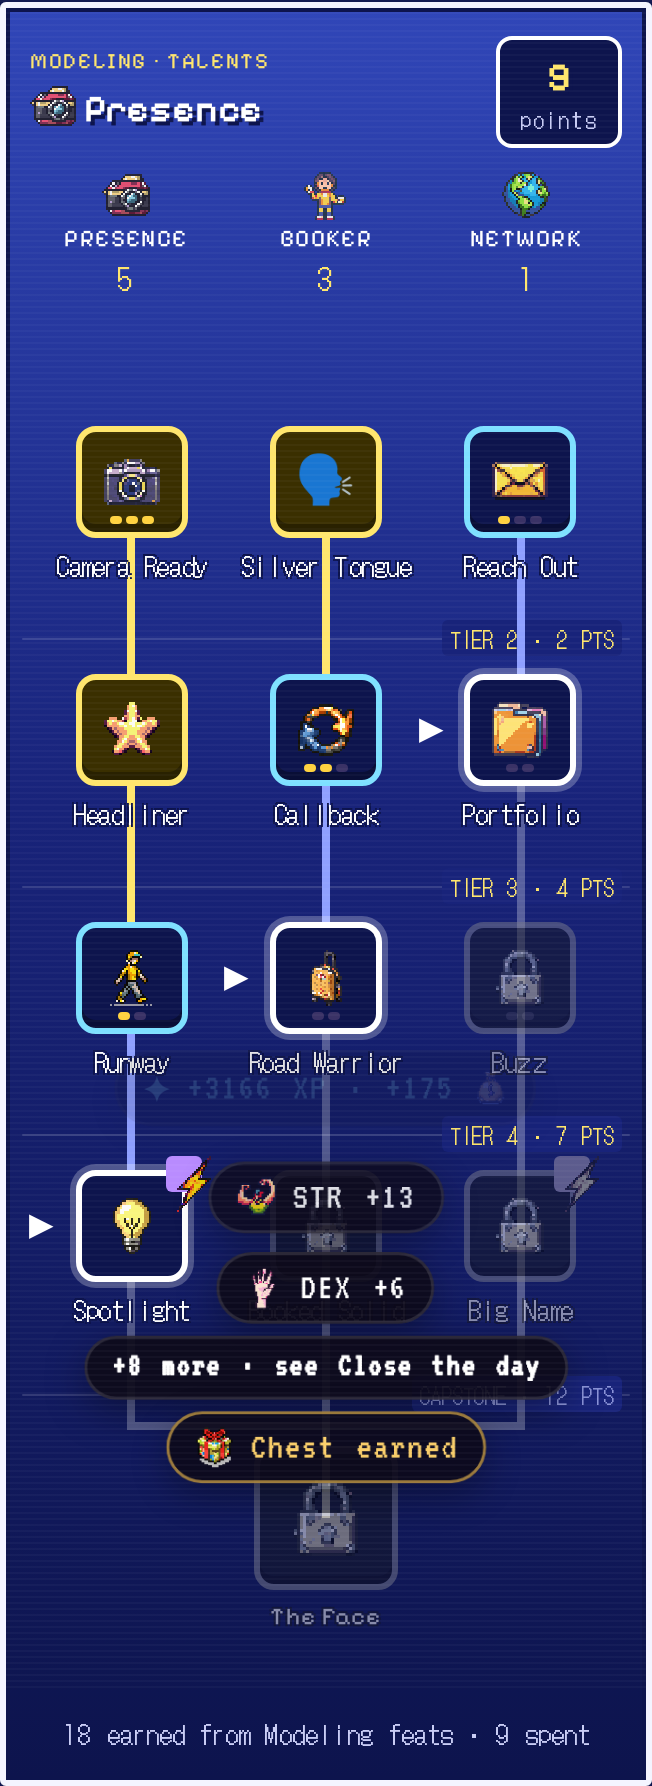 MODELING · TALENTS
Presence
9
points
PRESENCE
BOOKER
NETWORK
5
3
1
Camera Ready
Silver Tongue
Reach Out
TIER 2 · 2 PTS
Headliner
Callback
Portfolio
TIER 3 · 4 PTS
Runway
Road Warrior
Buzz
+3166 XP · +175
TIER 4 · 7 PTS
STR +13
DEX +6
Spotlight
Booked Solid
Big Name
+8 more · see Close the day
CAPSTONE · 12 PTS
Chest earned
The Face
18 earned from Modeling feats · 9 spent